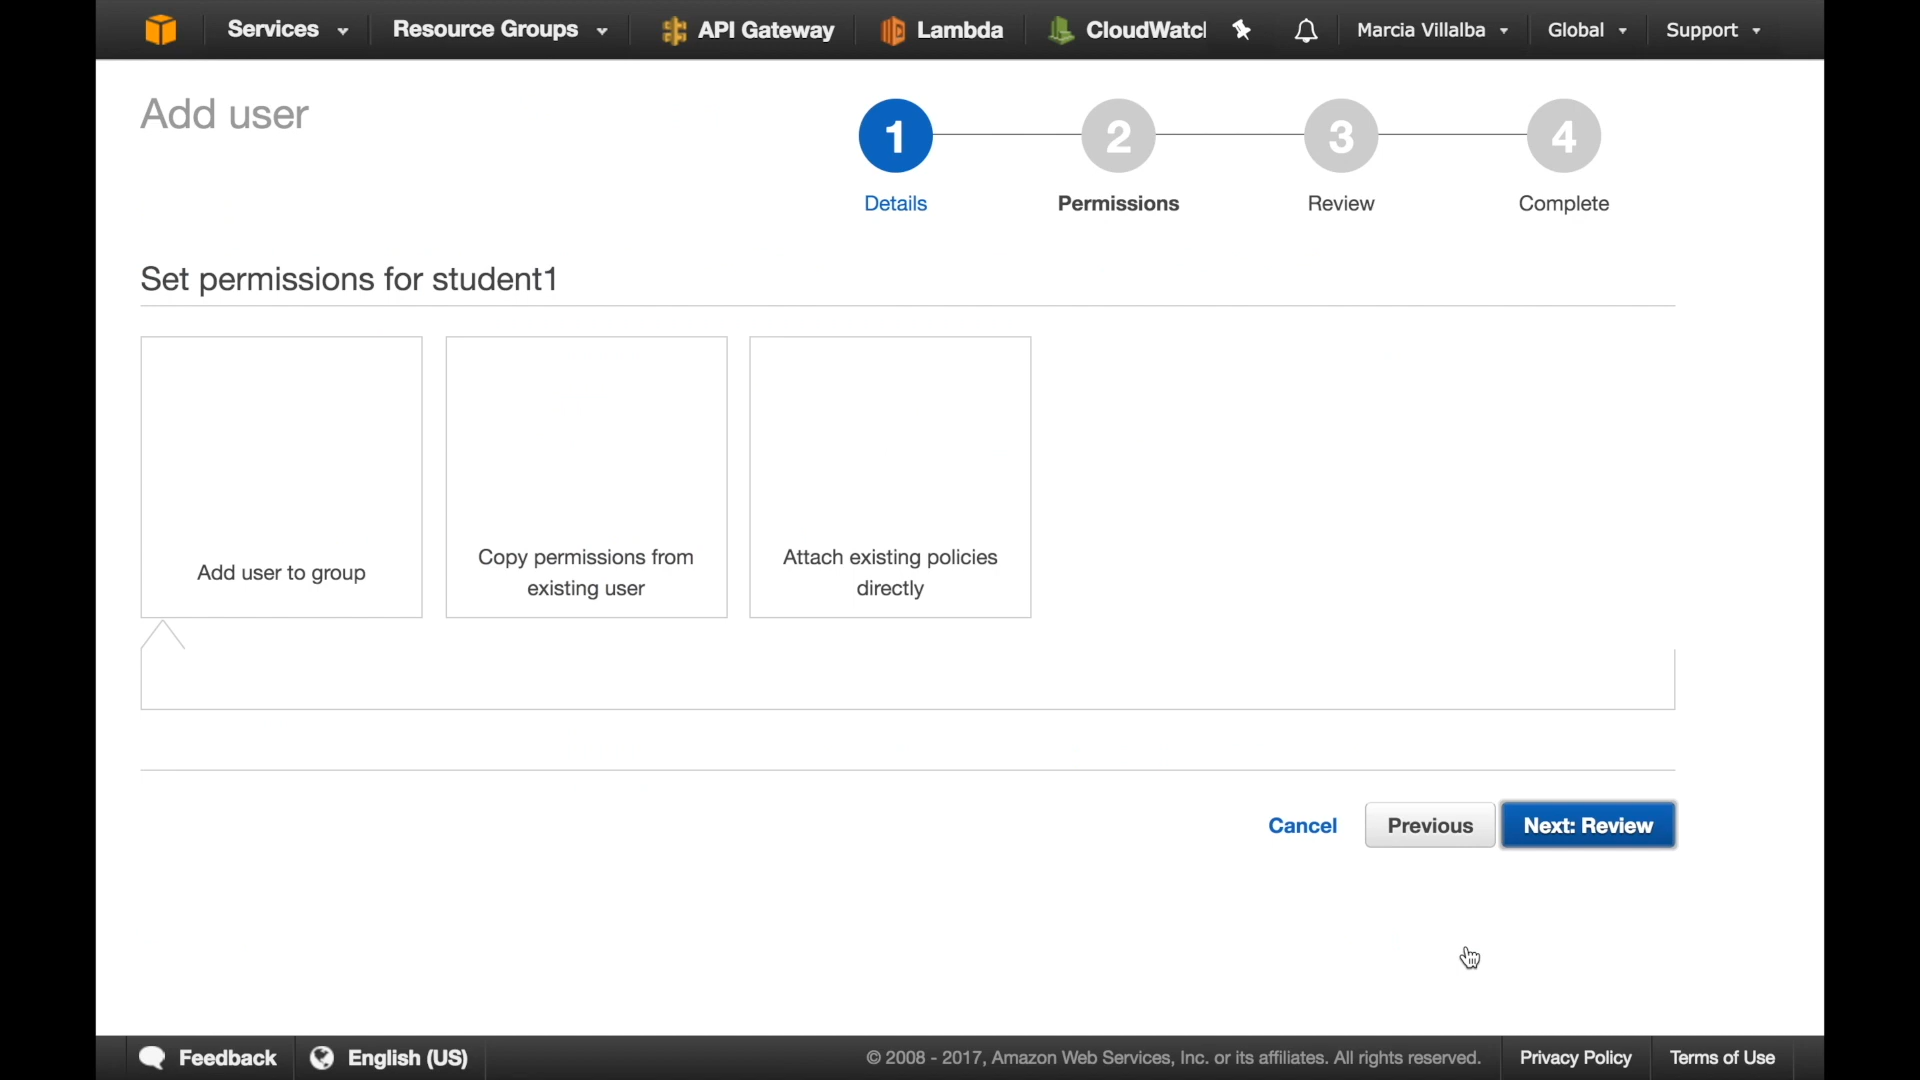 Services Resource Groups API Gateway Lambda CloudWatcl Marcia Villalba Global Support
Add user
1 2 3 4
Details Permissions Review Complete
Set permissions for student1
Add user to group
Copy permissions from
existing user
Attach existing policies
directly
Cancel Previous Next: Review
Feedback English (US) © 2008 - 2017, Amazon Web Services, Inc. or its affiliates. All rights reserved. Privacy Policy Terms of Use